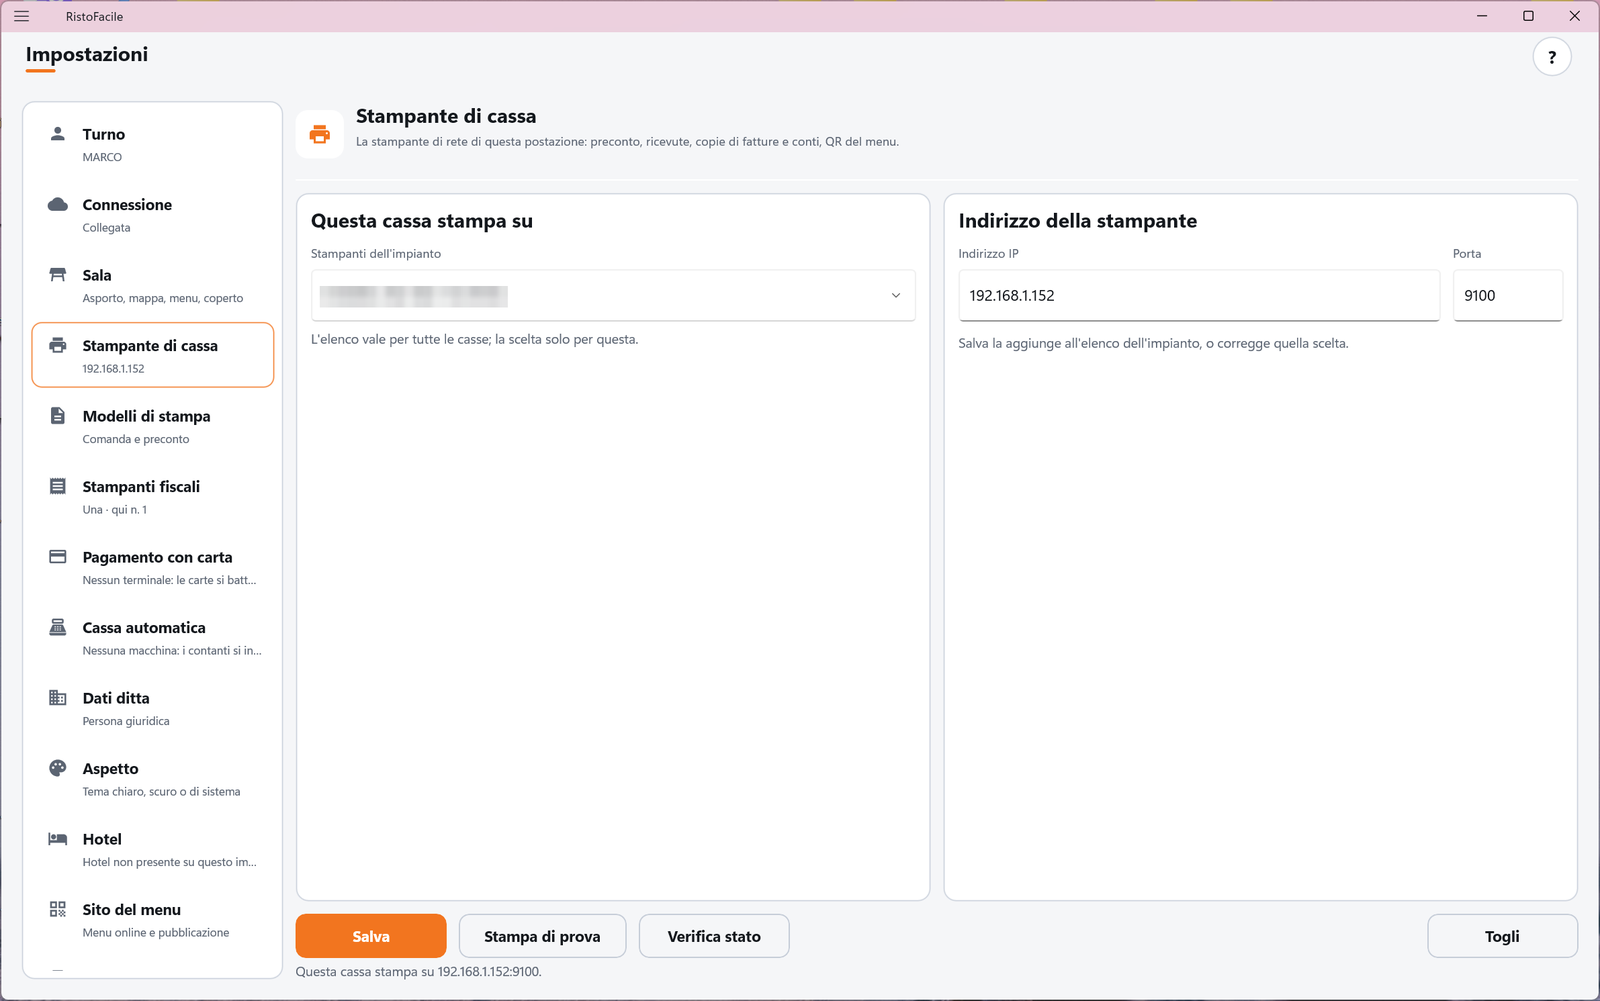 RistoFacile
Impostazioni
?
Turno
MARCO
Connessione
Collegata
Sala
Asporto, mappa, menu, coperto
Stampante di cassa
192.168.1.152
Modelli di stampa
Comanda e preconto
Stampanti fiscali
Una · qui n. 1
Pagamento con carta
Nessun terminale: le carte si batt...
Cassa automatica
Nessuna macchina: i contanti si in...
Dati ditta
Persona giuridica
Aspetto
Tema chiaro, scuro o di sistema
Hotel
Hotel non presente su questo im...
Sito del menu
Menu online e pubblicazione
Stampante di cassa
La stampante di rete di questa postazione: preconto, ricevute, copie di fatture e conti, QR del menu.
Questa cassa stampa su
Stampanti dell'impianto
L'elenco vale per tutte le casse; la scelta solo per questa.
Indirizzo della stampante
Indirizzo IP
Porta
192.168.1.152
9100
Salva la aggiunge all'elenco dell'impianto, o corregge quella scelta.
Salva
Stampa di prova
Verifica stato
Togli
Questa cassa stampa su 192.168.1.152:9100.